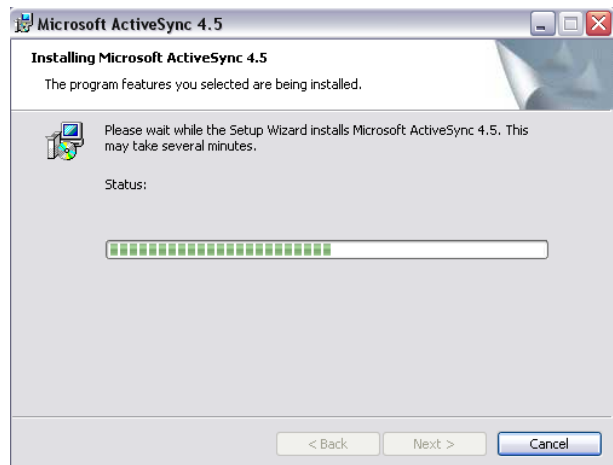 Microsoft ActiveSync 4.5
Installing Microsoft ActiveSync 4.5
The program features you selected are being installed.
Please wait while the Setup Wizard installs Microsoft ActiveSync 4.5. This
may take several minutes.
Status:
< Back
Next >
Cancel